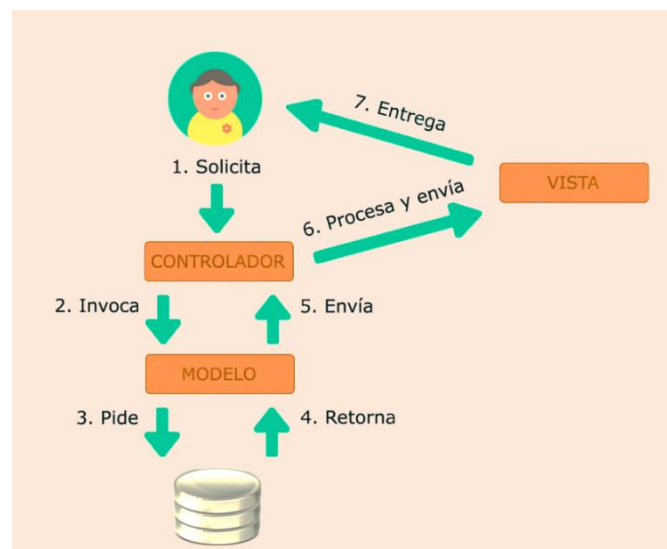 7. Entrega
1. Solicita
VISTA
6. Procesa y envía
CONTROLADOR
2. Invoca
5. Envía
MODELO
3. Pide
4. Retorna